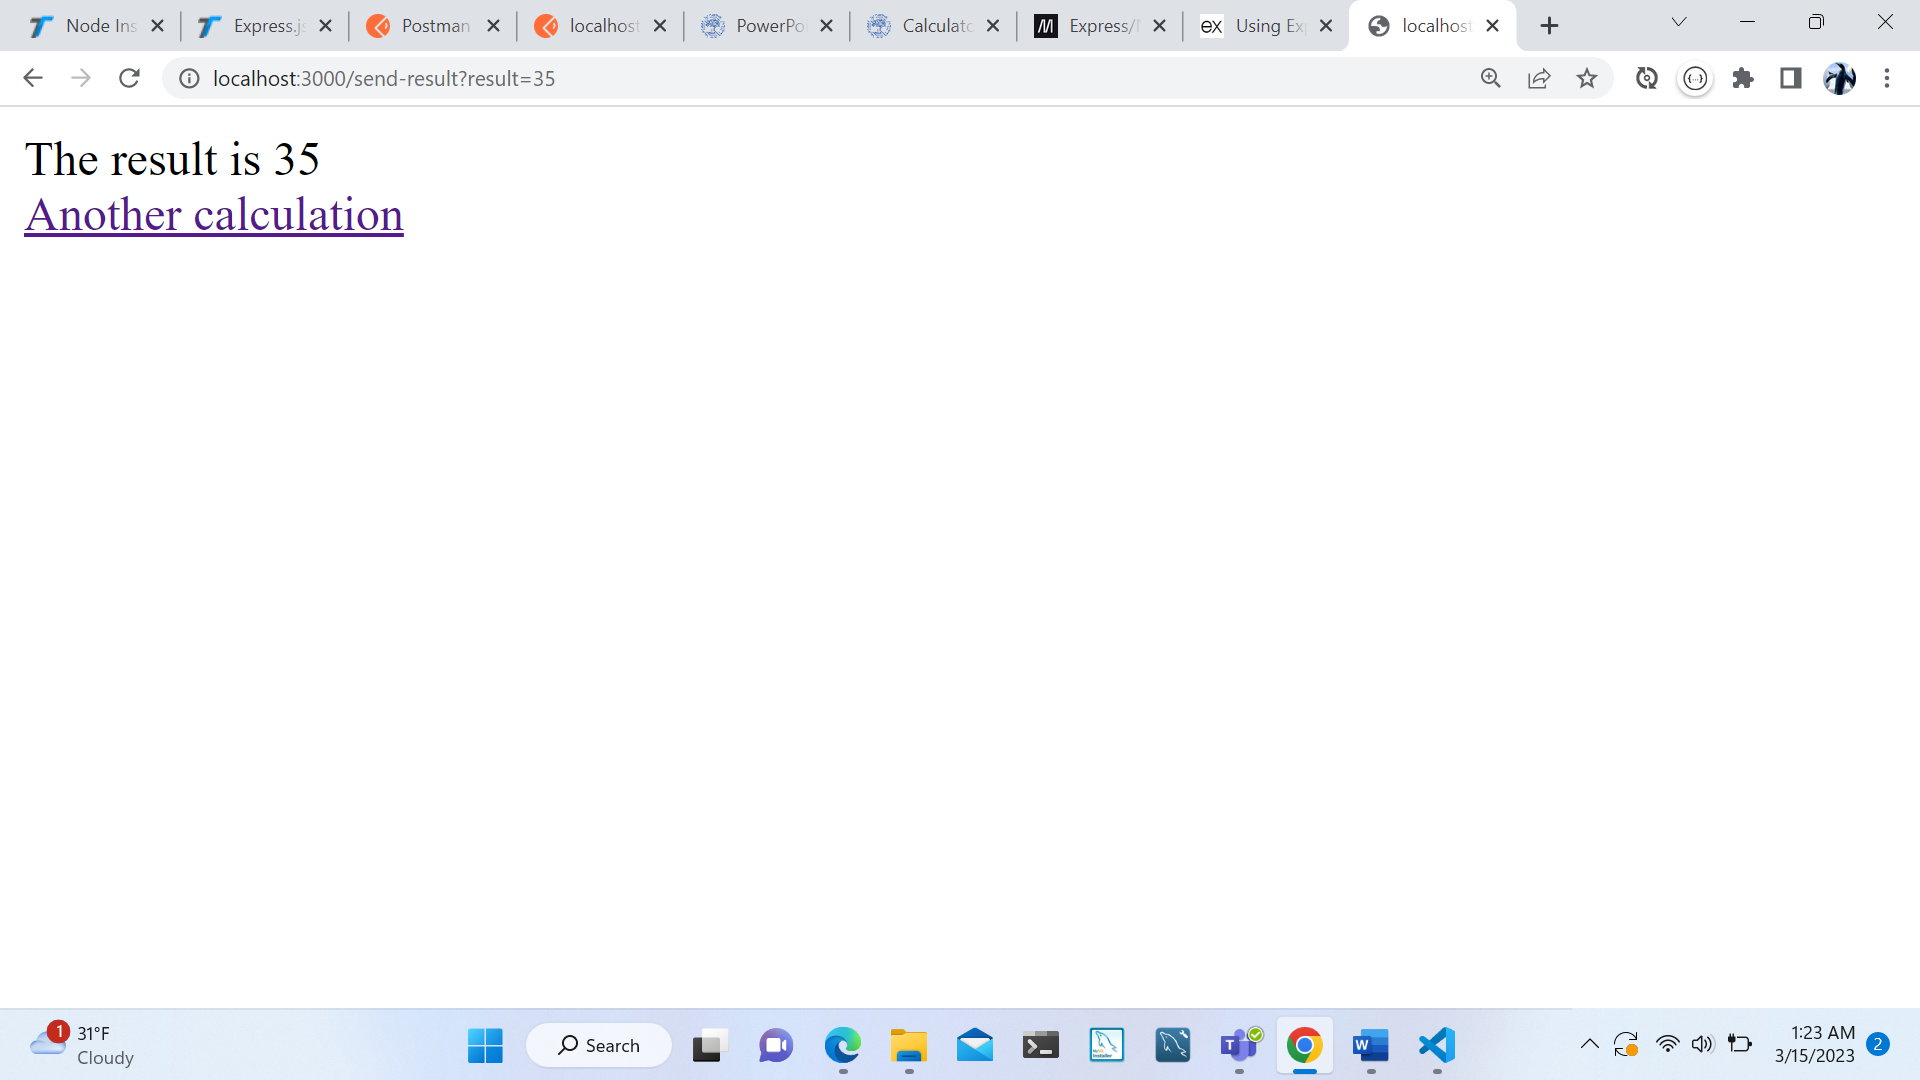 Node Ins
Express.js
Postman
localhost
PowerPoi
Calculato
Express/
ex Using Ex
localhost
localhost:3000/send-result?result=35
The result is 35
Another calculation
1
31°F
Cloudy
Search
1:23 AM
3/15/2023
2